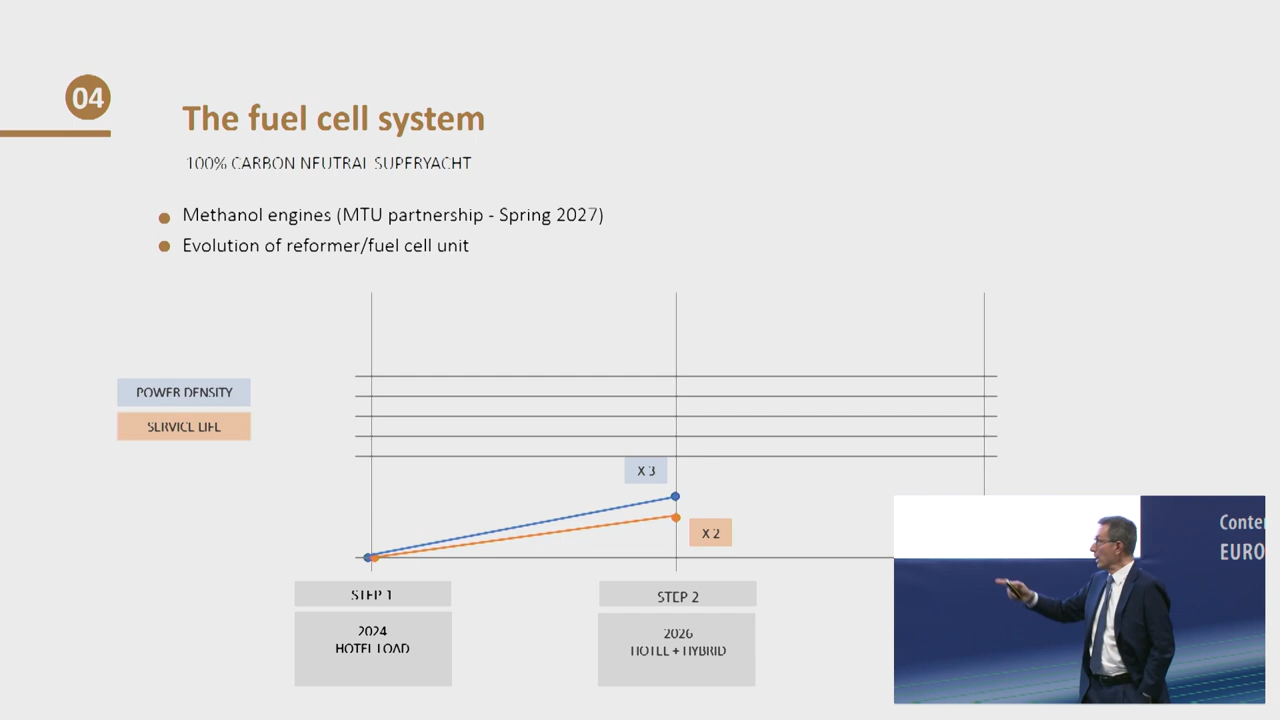 04
The fuel cell system
100% CARBON NEUTRAL SUPERYACHT
Methanol engines (MTU partnership - Spring 2027)
Evolution of reformer/fuel cell unit
POWER DENSITY
SERVICE LIFE
X 3
X 2
STEP 1
2024
HOTEL LOAD
STEP 2
2026
HOTEL + HYBRID
EURO